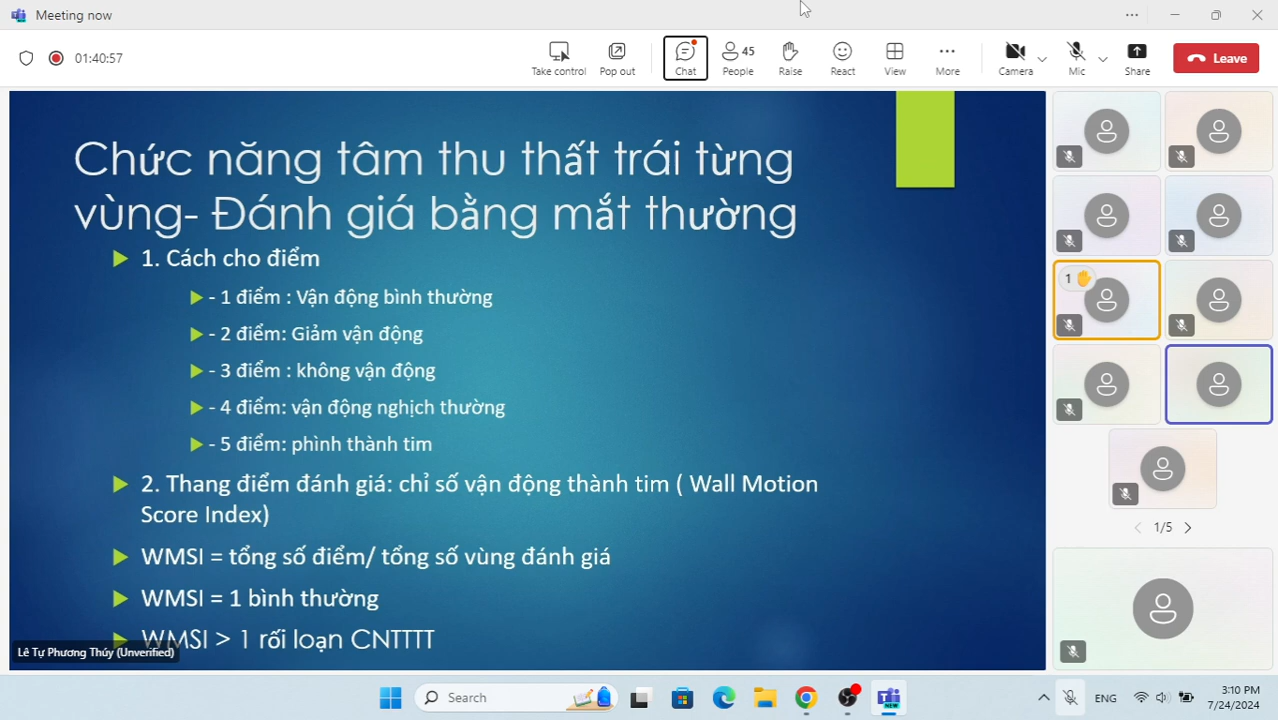 Meeting now
01:40:57
Take control
Pop out
Chat
45
People
Raise
React
View
More
Camera
Mic
Share
Leave
Chức năng tâm thu thất trái từng
vùng- Đánh giá bằng mắt thường
1. Cách cho điểm
- 1 điểm : Vận động bình thường
- 2 điểm: Giảm vận động
- 3 điểm : không vận động
- 4 điểm: vận động nghịch thường
- 5 điểm: phình thành tim
2. Thang điểm đánh giá: chỉ số vận động thành tim ( Wall Motion
Score Index)
WMSI = tổng số điểm/ tổng số vùng đánh giá
WMSI = 1 bình thường
WMSI > 1 rối loạn CNTTTT
Lê Tự Phương Thúy (Unverified)
1
1/5
Search
NEW
ENG
3:10 PM
7/24/2024